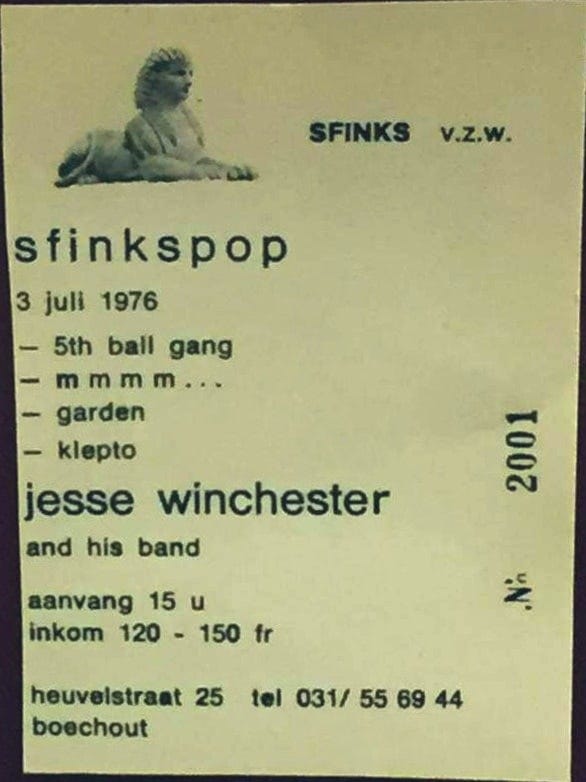 SFINKS v.z.w.
sfinkspop
3 juli 1976
– 5th ball gang
– m m m m ...
– garden
– klepto
jesse winchester
and his band
aanvang 15 u
inkom 120 - 150 fr
heuvelstraat 25 tel 031/ 55 69 44
boechout
Nº 2001